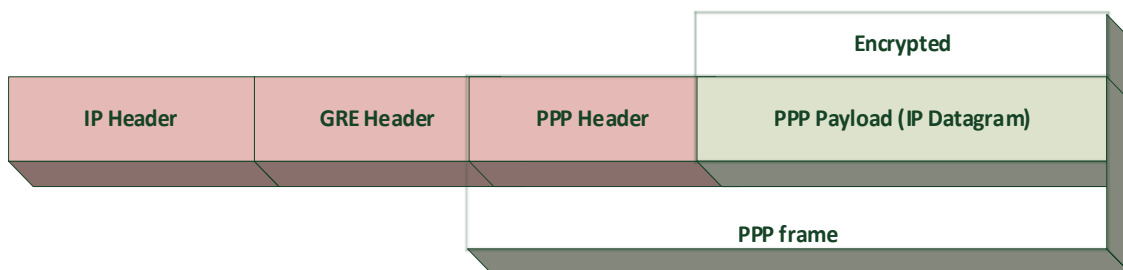 Encrypted
IP Header
GRE Header
PPP Header
PPP Payload (IP Datagram)
PPP frame